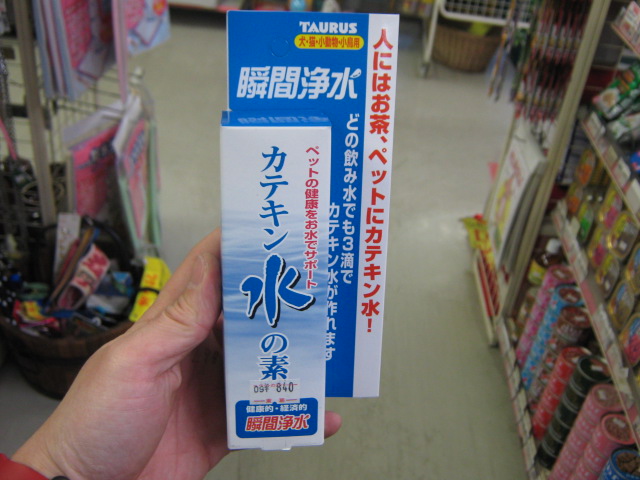 TAURUS
犬・猫・小動物・小鳥用
瞬間浄水
人にはお茶、ペットにカテキン水!
どの飲み水でも3滴で
カテキン水が作れます
ペットの健康をお水でサポート
カテキン水の素
840
健康的・経済的
瞬間浄水